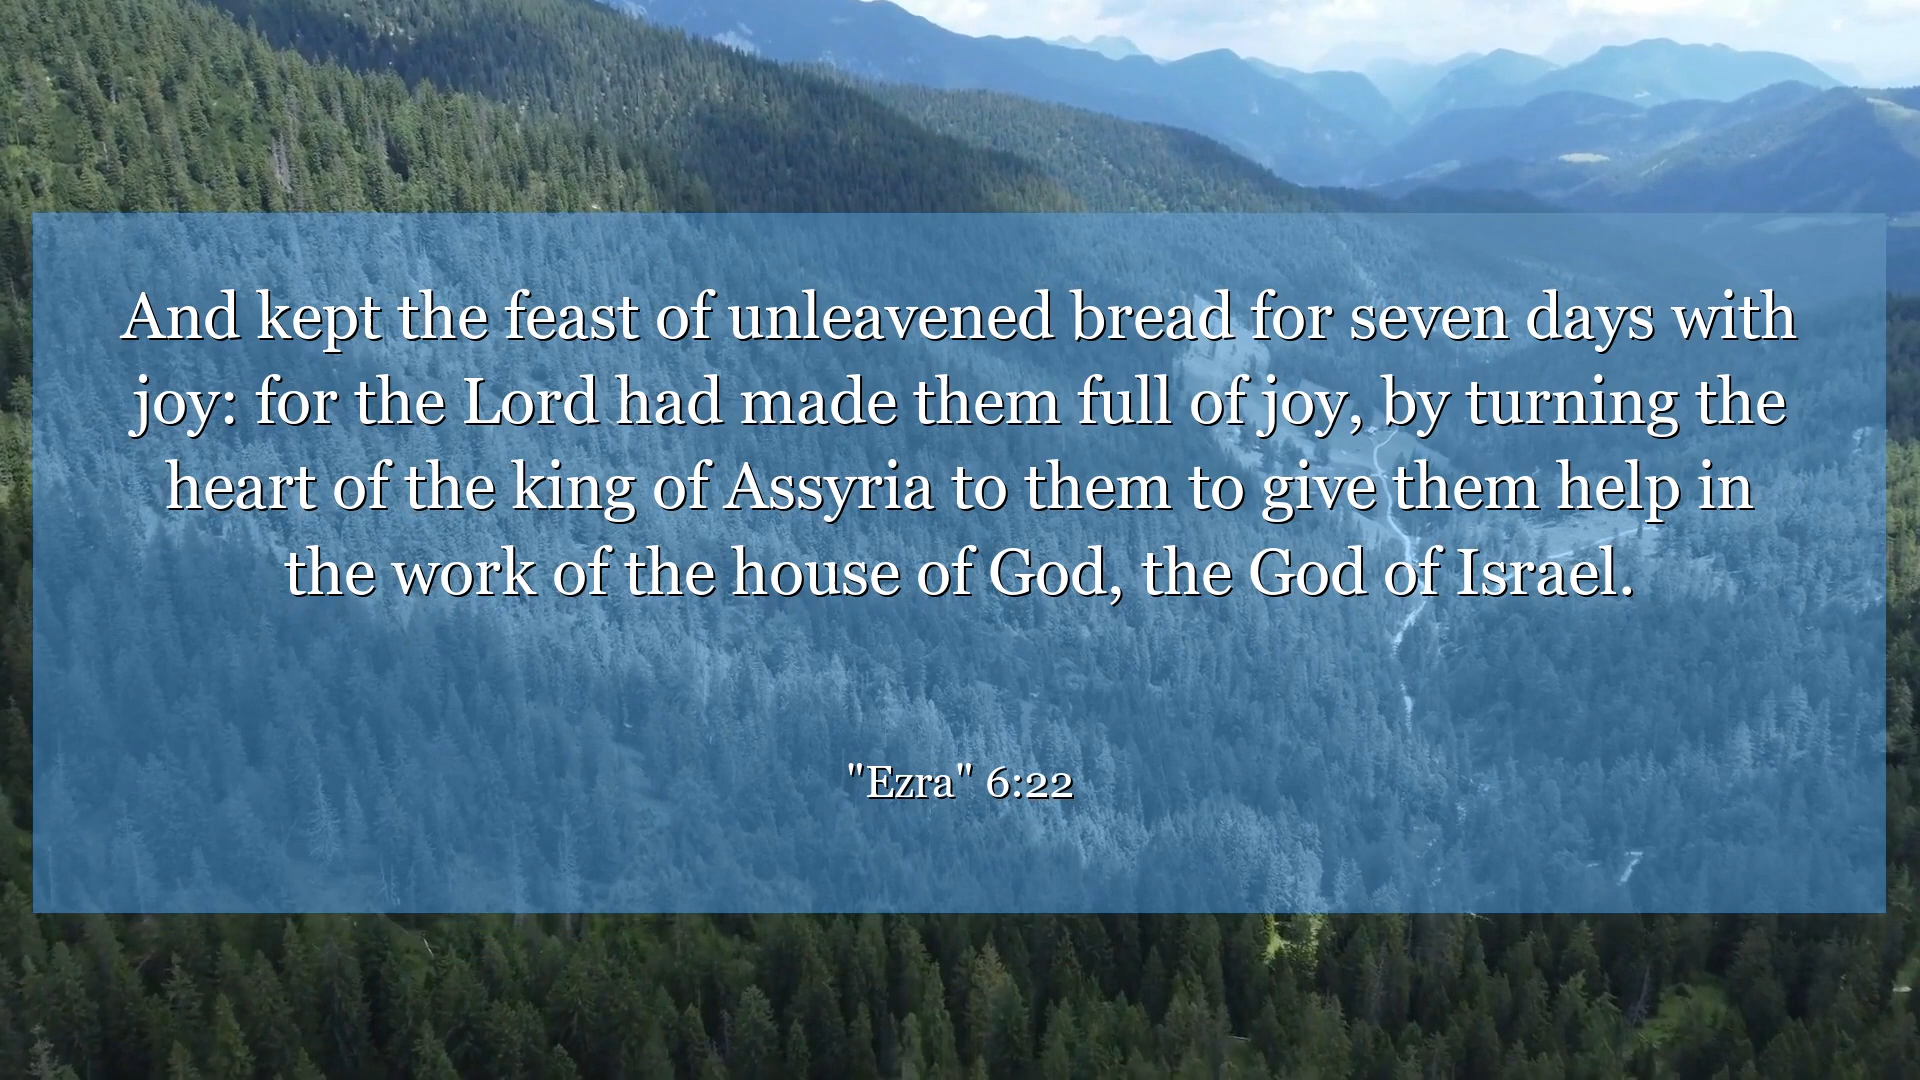 And kept the feast of unleavened bread for seven days with
joy: for the Lord had made them full of joy, by turning the
heart of the king of Assyria to them to give them help in
the work of the house of God, the God of Israel.
"Ezra" 6:22